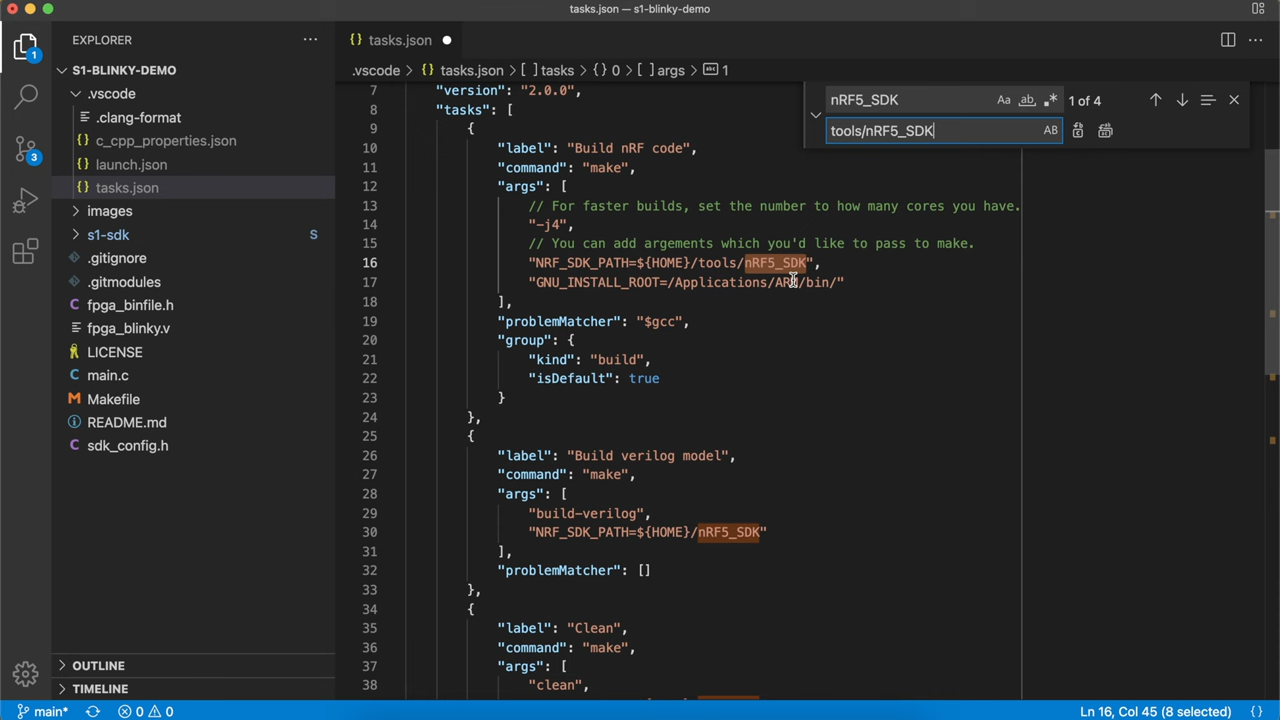 tasks.json — s1-blinky-demo
EXPLORER
tasks.json
1
S1-BLINKY-DEMO
.vscode
.clang-format
c_cpp_properties.json
launch.json
tasks.json
images
s1-sdk S
.gitignore
.gitmodules
fpga_binfile.h
fpga_blinky.v
LICENSE
main.c
Makefile
README.md
sdk_config.h
3
OUTLINE
TIMELINE
.vscode > {} tasks.json > [ ] tasks > {} 0 > [ ] args > abc 1
nRF5_SDK Aa ab .* 1 of 4
tools/nRF5_SDK AB
7 "version": "2.0.0",
8 "tasks": [
9 {
10 "label": "Build nRF code",
11 "command": "make",
12 "args": [
13 // For faster builds, set the number to how many cores you have.
14 "-j4",
15 // You can add argements which you'd like to pass to make.
16 "NRF_SDK_PATH=${HOME}/tools/nRF5_SDK",
17 "GNU_INSTALL_ROOT=/Applications/ARM/bin/"
18 ],
19 "problemMatcher": "$gcc",
20 "group": {
21 "kind": "build",
22 "isDefault": true
23 }
24 },
25 {
26 "label": "Build verilog model",
27 "command": "make",
28 "args": [
29 "build-verilog",
30 "NRF_SDK_PATH=${HOME}/nRF5_SDK"
31 ],
32 "problemMatcher": []
33 },
34 {
35 "label": "Clean",
36 "command": "make",
37 "args": [
38 "clean",
main* 0 0
Ln 16, Col 45 (8 selected) {}